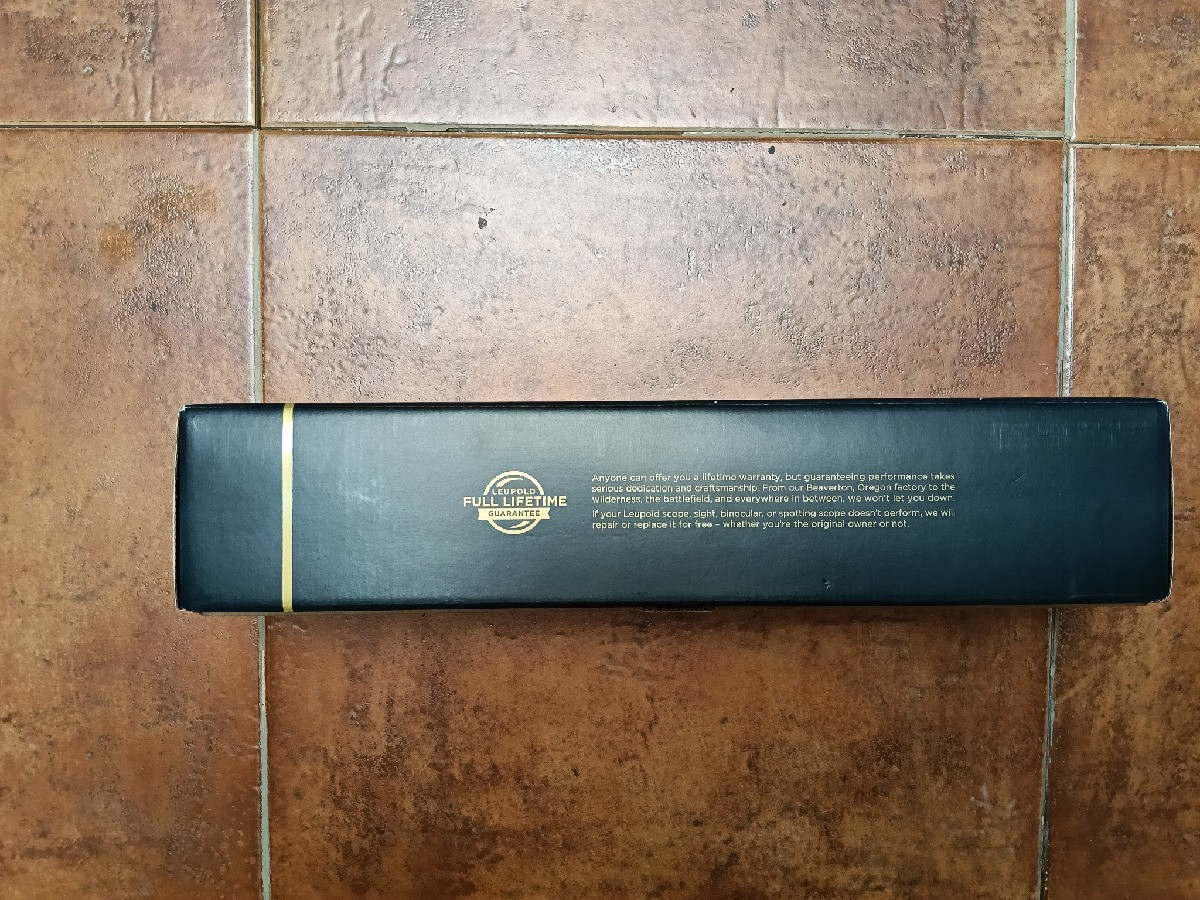 LEUPOLD
FULL LIFETIME
GUARANTEE
Anyone can offer you a lifetime warranty, but guaranteeing performance takes
serious dedication and craftsmanship. From our Beaverton, Oregon factory to the
wilderness, the battlefield, and everywhere in between, we won't let you down.
If your Leupold scope, sight, binocular, or spotting scope doesn't perform, we will
repair or replace it for free – whether you're the original owner or not.